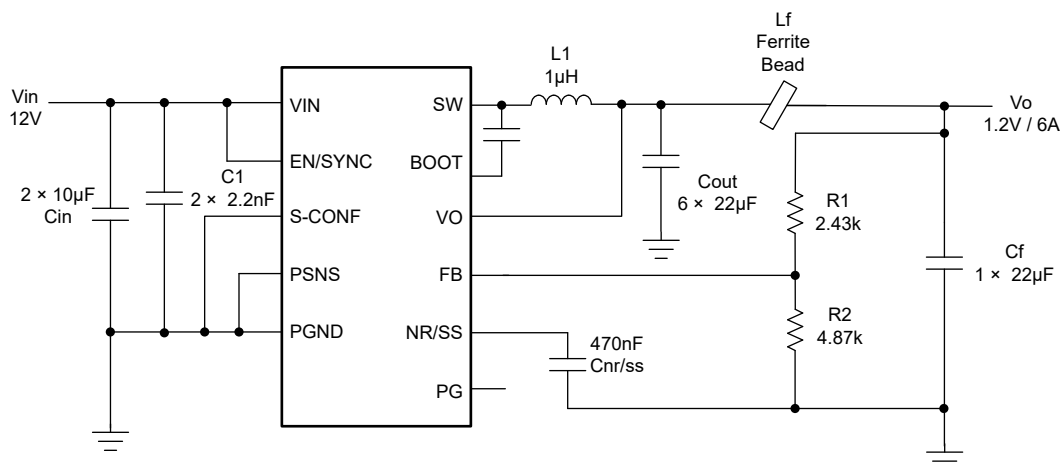 Lf
Ferrite
Bead
L1
1µH
Vin
12V
VIN
SW
Vo
1.2V / 6A
EN/SYNC
BOOT
C1
2 × 2.2nF
2 × 10µF
Cin
Cout
6 × 22µF
R1
2.43k
S-CONF
VO
PSNS
FB
Cf
1 × 22µF
R2
4.87k
PGND
NR/SS
470nF
Cnr/ss
PG